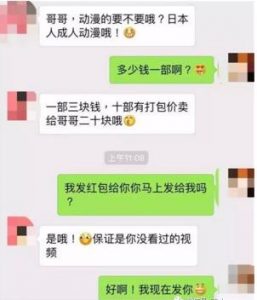 哥哥，动漫的要不要哦？日本
人成人动漫哦！
多少钱一部啊？
一部三块钱，十部有打包价卖
给哥哥二十块哦
上午11:09
我发红包给你你马上发给我吗
？
是哦！保证是你没看过的视
频
好啊！我现在发你